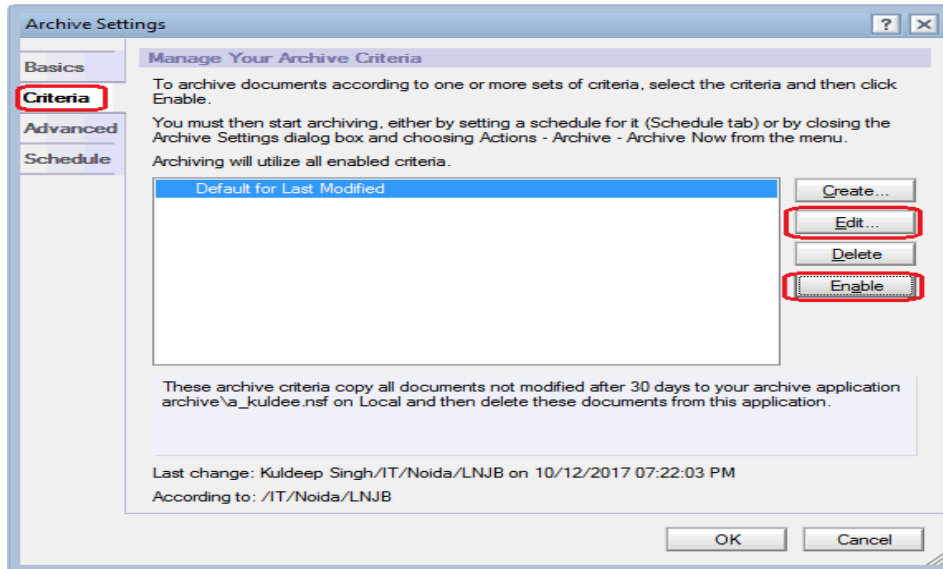 Archive Settings
?
Basics
Criteria
Advanced
Schedule
Manage Your Archive Criteria
To archive documents according to one or more sets of criteria, select the criteria and then click
Enable.
You must then start archiving, either by setting a schedule for it (Schedule tab) or by closing the
Archive Settings dialog box and choosing Actions - Archive - Archive Now from the menu.
Archiving will utilize all enabled criteria.
Default for Last Modified
Create...
Edit...
Delete
Enable
These archive criteria copy all documents not modified after 30 days to your archive application
archive\a_kuldee.nsf on Local and then delete these documents from this application.
Last change: Kuldeep Singh/IT/Noida/LNJB on 10/12/2017 07:22:03 PM
According to: /IT/Noida/LNJB
OK
Cancel